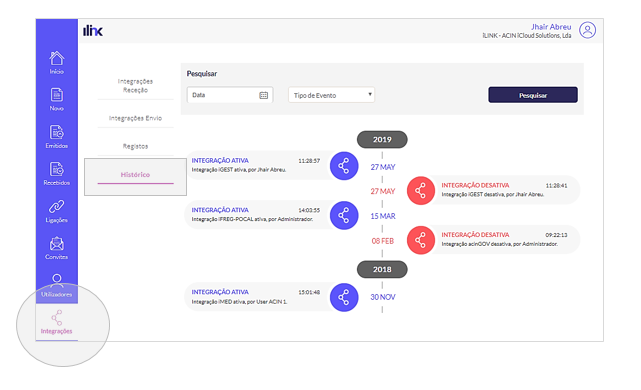 ilink
Jhair Abreu
iLINK - ACIN iCloud Solutions, Lda
Início
Novo
Emitidos
Recebidos
Ligações
Convites
Utilizadores
Integrações
Integrações
Receção
Integrações Envio
Registos
Histórico
Pesquisar
Data
Tipo de Evento
Pesquisar
2019
INTEGRAÇÃO ATIVA 11:28:57
Integração iGEST ativa, por Jhair Abreu.
27 MAY
27 MAY
INTEGRAÇÃO DESATIVA 11:28:41
Integração iGEST desativa, por Jhair Abreu.
INTEGRAÇÃO ATIVA 14:03:55
Integração iFREG-POCAL ativa, por Administrador.
15 MAR
08 FEB
INTEGRAÇÃO DESATIVA 09:22:13
Integração acinGOV desativa, por Administrador.
2018
INTEGRAÇÃO ATIVA 15:01:48
Integração iMED ativa, por User ACIN 1.
30 NOV